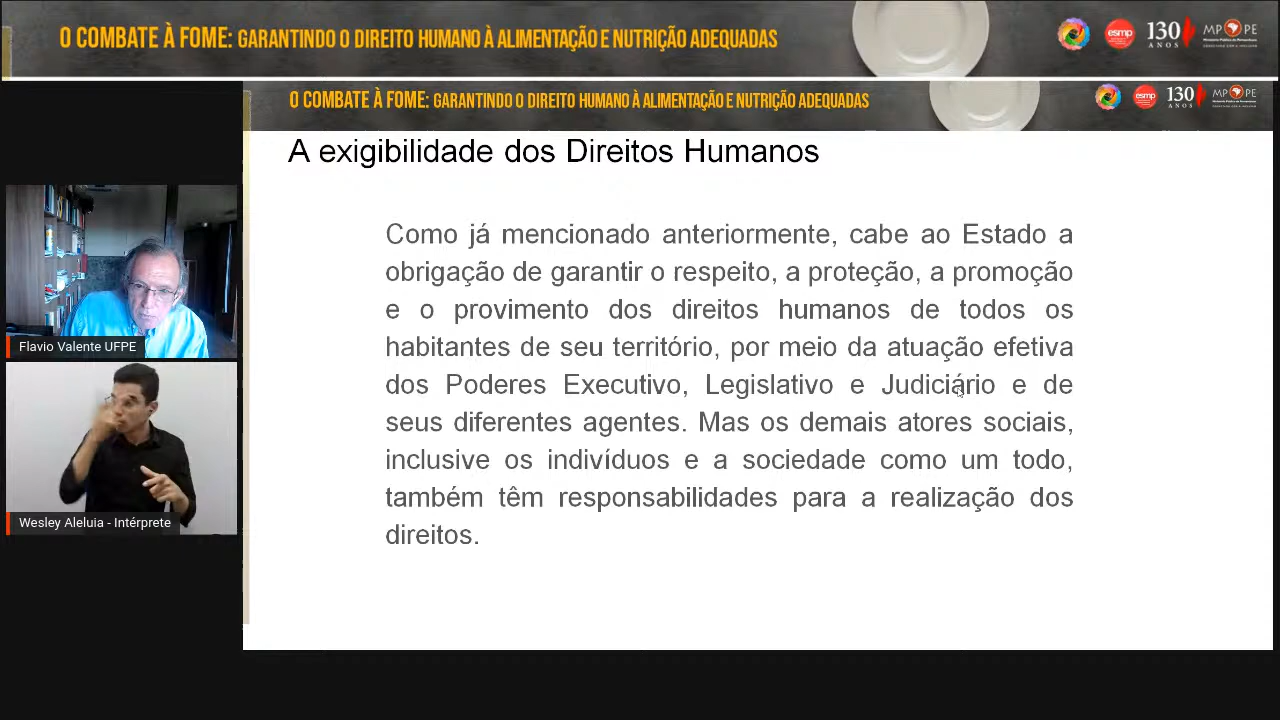 O COMBATE À FOME: GARANTINDO O DIREITO HUMANO À ALIMENTAÇÃO E NUTRIÇÃO ADEQUADAS
esmp
130
ANOS
MPPE
O COMBATE À FOME: GARANTINDO O DIREITO HUMANO À ALIMENTAÇÃO E NUTRIÇÃO ADEQUADAS
esmp
130
ANOS
MPPE
A exigibilidade dos Direitos Humanos
Como já mencionado anteriormente, cabe ao Estado a
obrigação de garantir o respeito, a proteção, a promoção
e o provimento dos direitos humanos de todos os
habitantes de seu território, por meio da atuação efetiva
dos Poderes Executivo, Legislativo e Judiciário e de
seus diferentes agentes. Mas os demais atores sociais,
inclusive os indivíduos e a sociedade como um todo,
também têm responsabilidades para a realização dos
direitos.
Flavio Valente UFPE
Wesley Aleluia - Intérprete